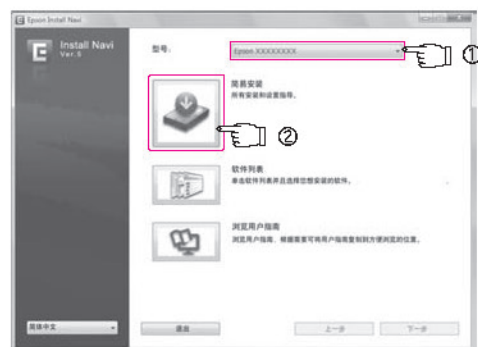 Epson Install Navi
Install Navi
Ver.5
型号：
Epson XXXXXXXX
①
简易安装
所有安装和设置指导。
②
软件列表
单击软件列表并且选择您想安装的软件。
浏览用户指南
浏览用户指南，根据需要可将用户指南复制到方便浏览的位置。
简体中文
退出
上一步
下一步